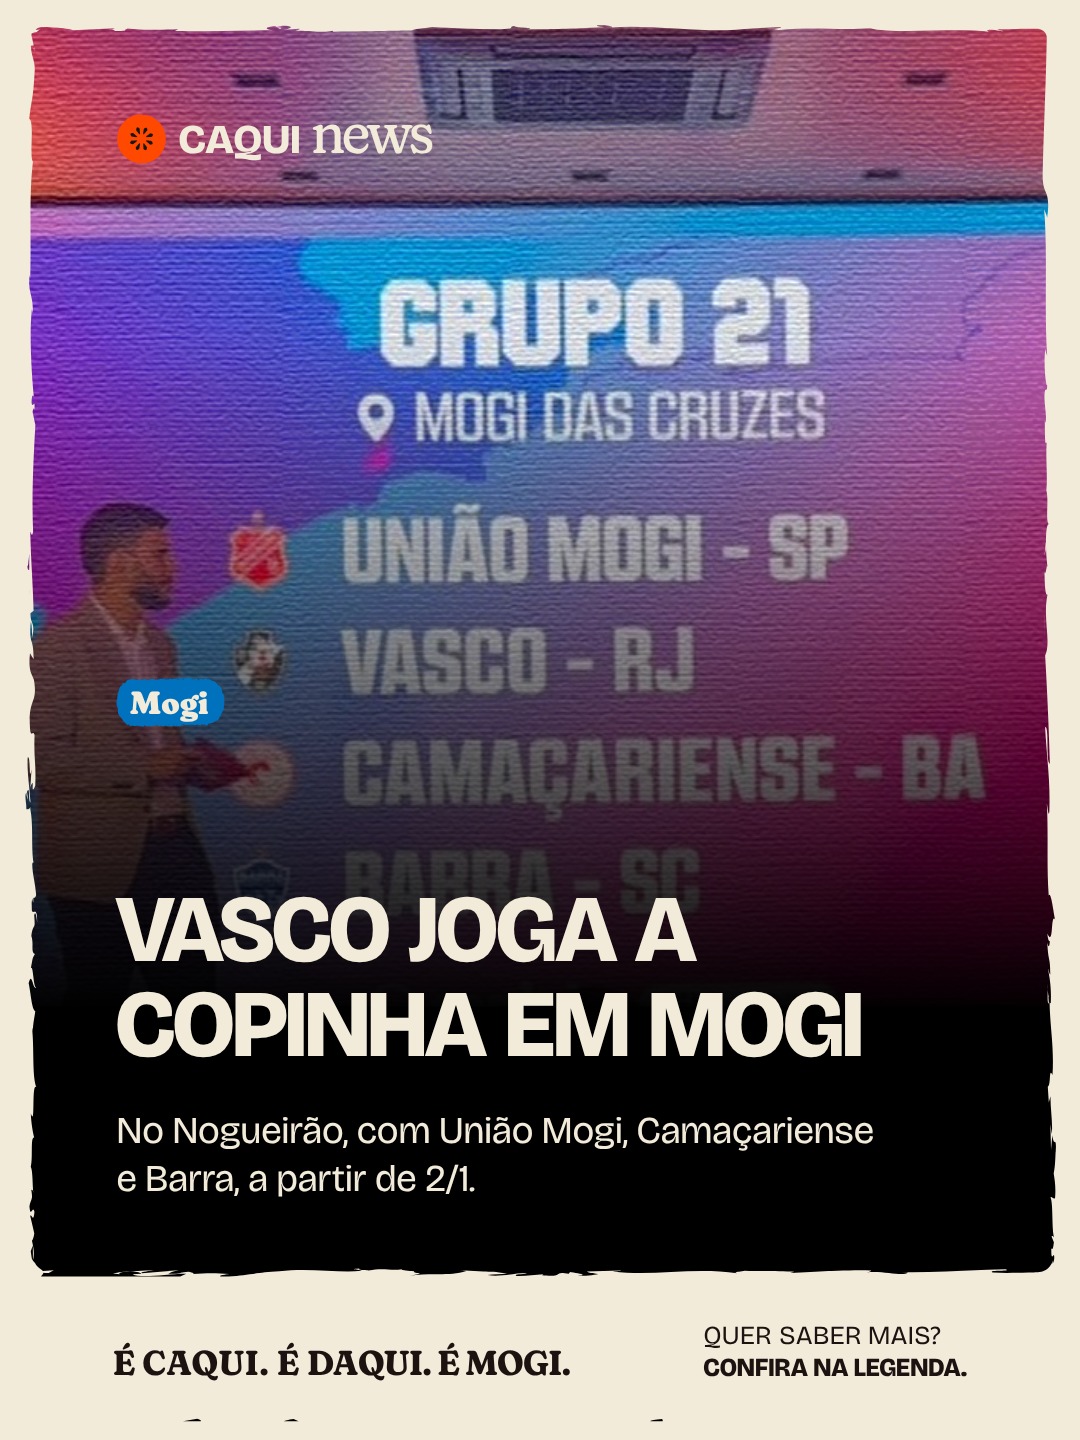 CAQUI news
GRUPO 21
MOGI DAS CRUZES
UNIÃO MOGI - SP
VASCO - RJ
Mogi
CAMAÇARIENSE - BA
BARRA - SC
VASCO JOGA A
COPINHA EM MOGI
No Nogueirão, com União Mogi, Camaçariense
e Barra, a partir de 2/1.
É CAQUI. É DAQUI. É MOGI.
QUER SABER MAIS?
CONFIRA NA LEGENDA.